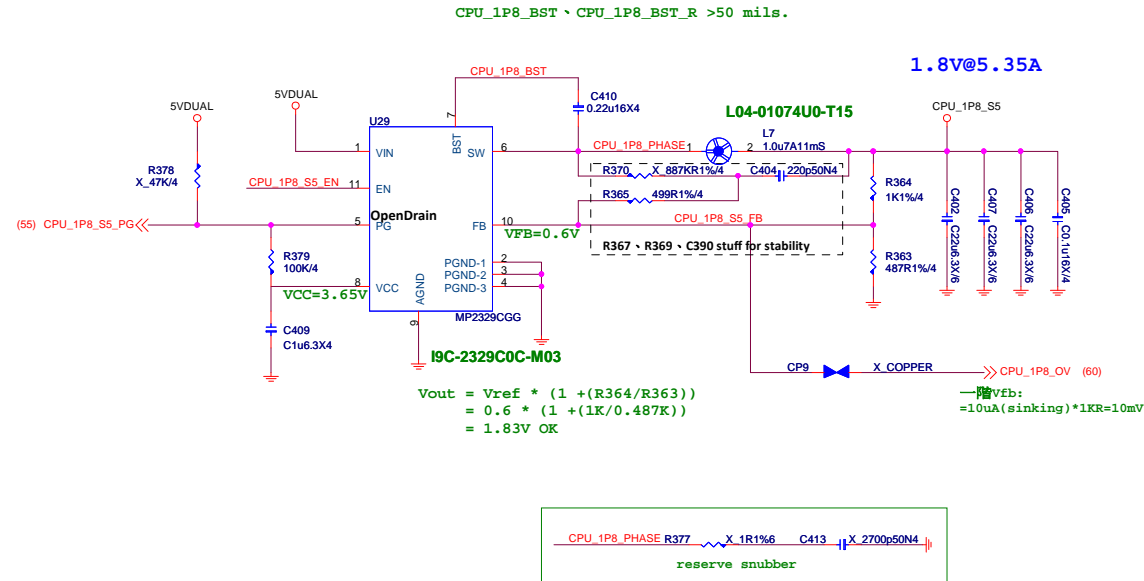 CPU_1P8_BST、CPU_1P8_BST_R >50 mils.
1.8V@5.35A
CPU_1P8_BST
5VDUAL
5VDUAL
C410
0.22u16X4
L04-01074U0-T15
CPU_1P8_S5
U29
7
BST
R378
X_47K/4
1
VIN
SW
6
CPU_1P8_PHASE
1
L7
2
1.0u7A11mS
CPU_1P8_S5_EN
11
EN
R370
X_887KR1%/4
C404
220p50N4
R365
499R1%/4
R364
1K1%/4
C402
C22u6.3X/6
C407
C22u6.3X/6
C406
C22u6.3X/6
C405
C0.1u16X/4
(55) CPU_1P8_S5_PG
5
OpenDrain
PG
FB
10
CPU_1P8_S5_FB
VFB=0.6V
R367、R369、C390 stuff for stability
R379
100K/4
R363
487R1%/4
PGND-1
2
PGND-2
3
PGND-3
4
8
VCC
VCC=3.65V
AGND
9
MP2329CGG
C409
C1u6.3X4
I9C-2329C0C-M03
CP9
X_COPPER
CPU_1P8_OV (60)
Vout = Vref * (1 +(R364/R363))
= 0.6 * (1 +(1K/0.487K))
= 1.83V OK
一階Vfb:
=10uA(sinking)*1KR=10mV
CPU_1P8_PHASE
R377
X_1R1%6
C413
X_2700p50N4
reserve snubber